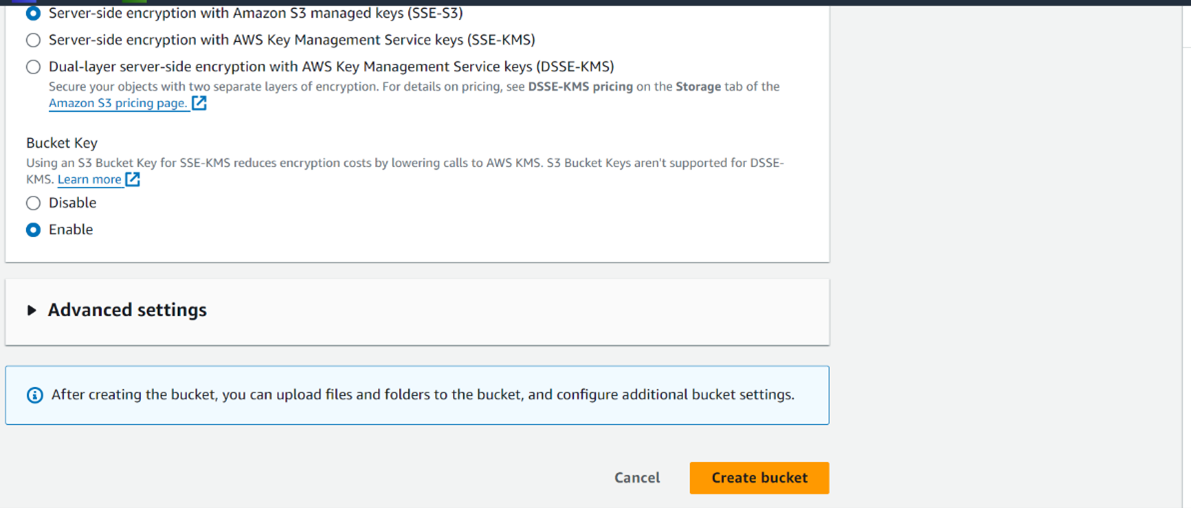 Server-side encryption with Amazon S3 managed keys (SSE-S3)
Server-side encryption with AWS Key Management Service keys (SSE-KMS)
Dual-layer server-side encryption with AWS Key Management Service keys (DSSE-KMS)
Secure your objects with two separate layers of encryption. For details on pricing, see DSSE-KMS pricing on the Storage tab of the
Amazon S3 pricing page.
Bucket Key
Using an S3 Bucket Key for SSE-KMS reduces encryption costs by lowering calls to AWS KMS. S3 Bucket Keys aren't supported for DSSE-
KMS. Learn more
Disable
Enable
Advanced settings
After creating the bucket, you can upload files and folders to the bucket, and configure additional bucket settings.
Cancel Create bucket